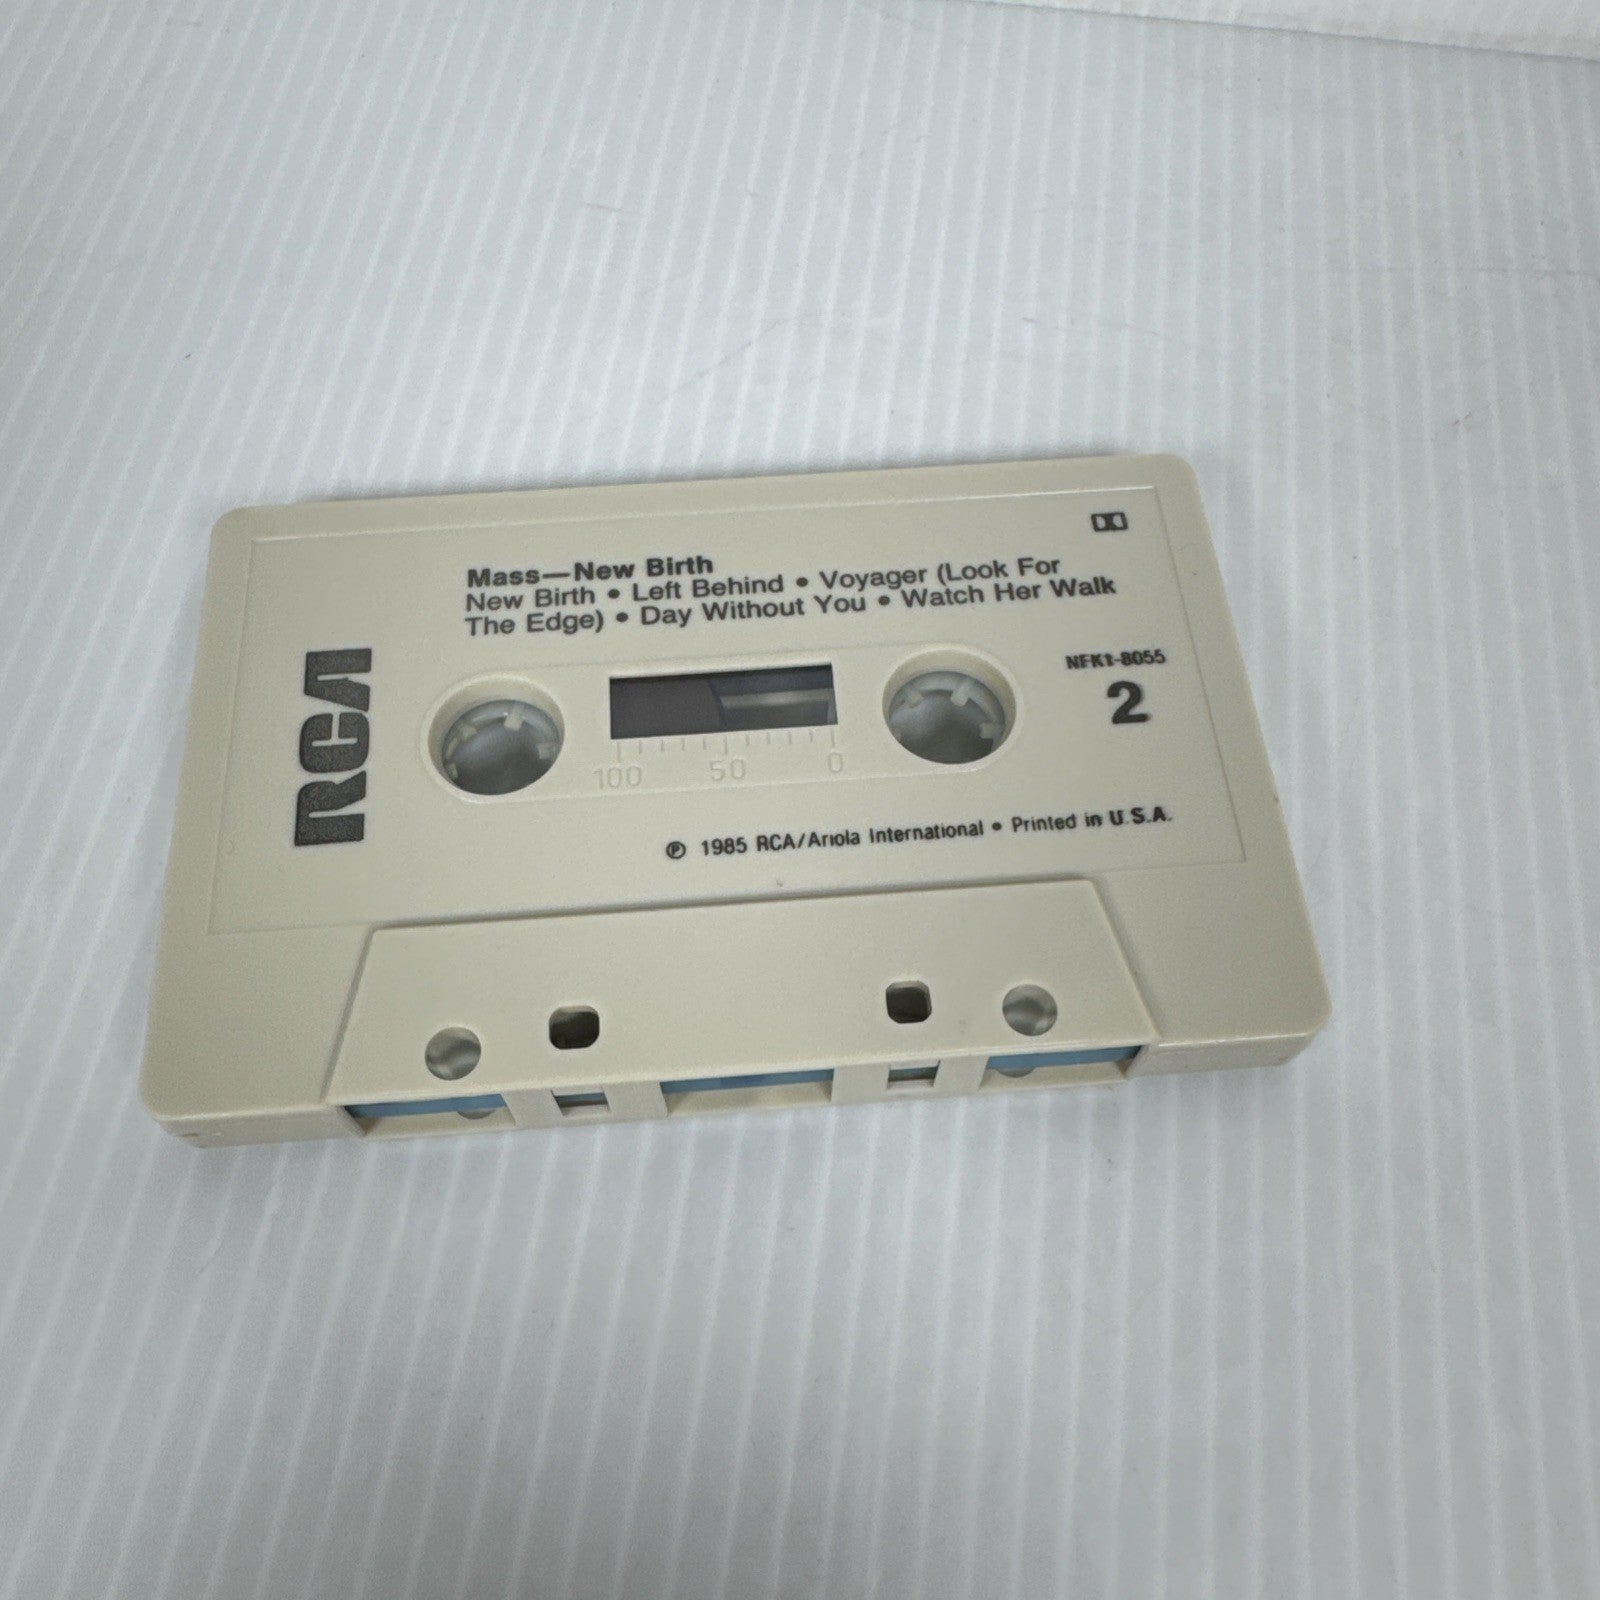 Mass—New Birth
New Birth • Left Behind • Voyager (Look For
The Edge) • Day Without You • Watch Her Walk
RCA
NFK1-8055
2
100 50 0
℗ 1985 RCA/Ariola International • Printed in U.S.A.